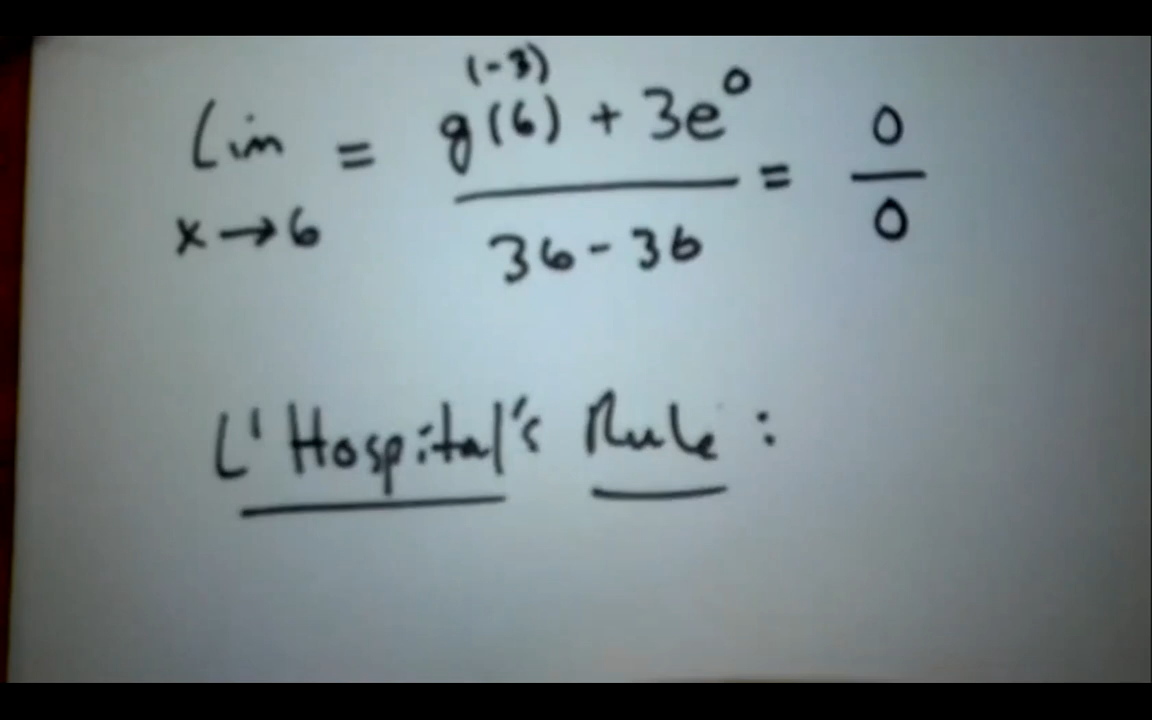 (-3)
Lim = g(6) + 3e⁰ = 0
x→6 36-36 0
L'Hospital's Rule :